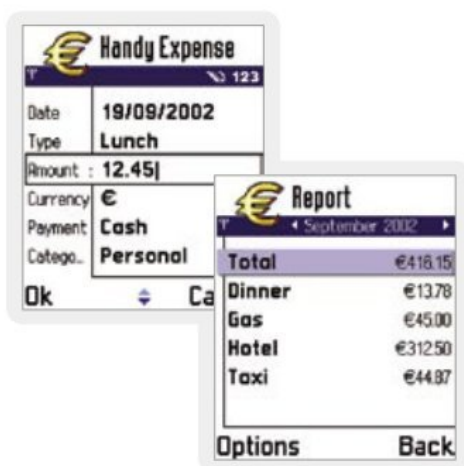 Handy Expense
123
Date 19/09/2002
Type Lunch
Amount : 12.45
Currency €
Payment Cash
Catego... Personal
Ok Ca
Report
September 2002
Total €416.15
Dinner €13.78
Gas €45.00
Hotel €312.50
Taxi €44.87
Options Back